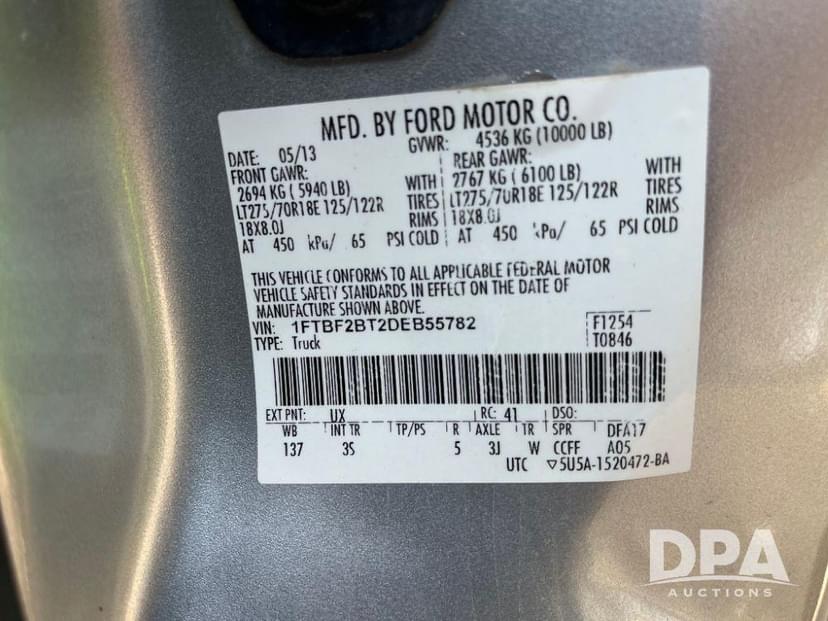 MFD. BY FORD MOTOR CO.
DATE: 05/13 GVWR: 4536 KG (10000 LB)
FRONT GAWR: REAR GAWR:
2694 KG ( 5940 LB) WITH 2767 KG ( 6100 LB) WITH
LT275/70R18E 125/122R TIRES LT275/70R18E 125/122R TIRES
18X8.0J RIMS 18X8.0J RIMS
AT 450 kPa/ 65 PSI COLD AT 450 kPa/ 65 PSI COLD
THIS VEHICLE CONFORMS TO ALL APPLICABLE FEDERAL MOTOR
VEHICLE SAFETY STANDARDS IN EFFECT ON THE DATE OF
MANUFACTURE SHOWN ABOVE.
VIN: 1FTBF2BT2DEB55782 F1254
TYPE: Truck T0846
EXT PNT: UX RC: 41 DSO:
WB INT TR TP/PS R AXLE TR SPR DFA17
137 3S 5 3J W CCFF A05
UTC ▽5U5A-1520472-BA
DPA
AUCTIONS